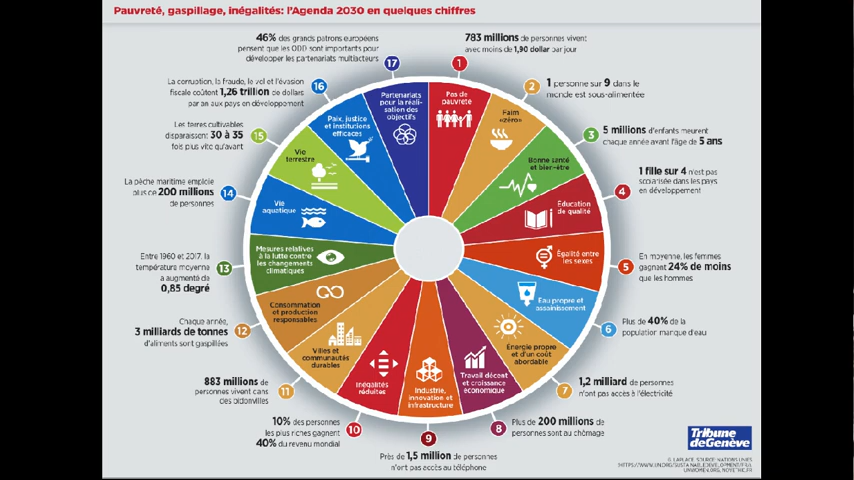 Pauvreté, gaspillage, inégalités: l'Agenda 2030 en quelques chiffres
46% des grands patrons européens
pensent que les ODD sont importants pour
développer les partenariats multiacteurs
17
783 millions de personnes vivent
avec moins de 1,90 dollar par jour
1
La corruption, la fraude, le vol et l'évasion
fiscale coûtent 1,26 trillion de dollars
par an aux pays en développement
16
1 personne sur 9 dans le
monde est sous-alimentée
2
Les terres cultivables
disparaissent 30 à 35
fois plus vite qu'avant
15
5 millions d'enfants meurent
chaque année avant l'âge de 5 ans
3
La pêche maritime emploie
plus de 200 millions
de personnes
14
1 fille sur 4 n'est pas
scolarisée dans les pays
en développement
4
Entre 1960 et 2017, la
température moyenne
a augmenté de
0,85 degré
13
En moyenne, les femmes
gagnent 24% de moins
que les hommes
5
Chaque année,
3 milliards de tonnes
d'aliments sont gaspillées
12
Plus de 40% de la
population manque d'eau
6
883 millions de
personnes vivent dans
des bidonvilles
11
1,2 milliard de personnes
n'ont pas accès à l'électricité
7
10% des personnes
les plus riches gagnent
40% du revenu mondial
10
Plus de 200 millions de
personnes sont au chômage
8
9
Près de 1,5 million de personnes
n'ont pas accès au téléphone
Pas de
pauvreté
Faim
«zéro»
Bonne santé
et bien-être
Éducation
de qualité
Égalité entre
les sexes
Eau propre et
assainissement
Énergie propre
et d'un coût
abordable
Travail décent
et croissance
économique
Industrie,
innovation et
infrastructure
Inégalités
réduites
Villes et
communautés
durables
Consommation
et production
responsables
Mesures relatives
à la lutte contre
les changements
climatiques
Vie
aquatique
Vie
terrestre
Paix, justice
et institutions
efficaces
Partenariats
pour la réali-
sation des
objectifs
Tribune
deGenève
G. LAPLACE. SOURCE: NATIONS UNIES